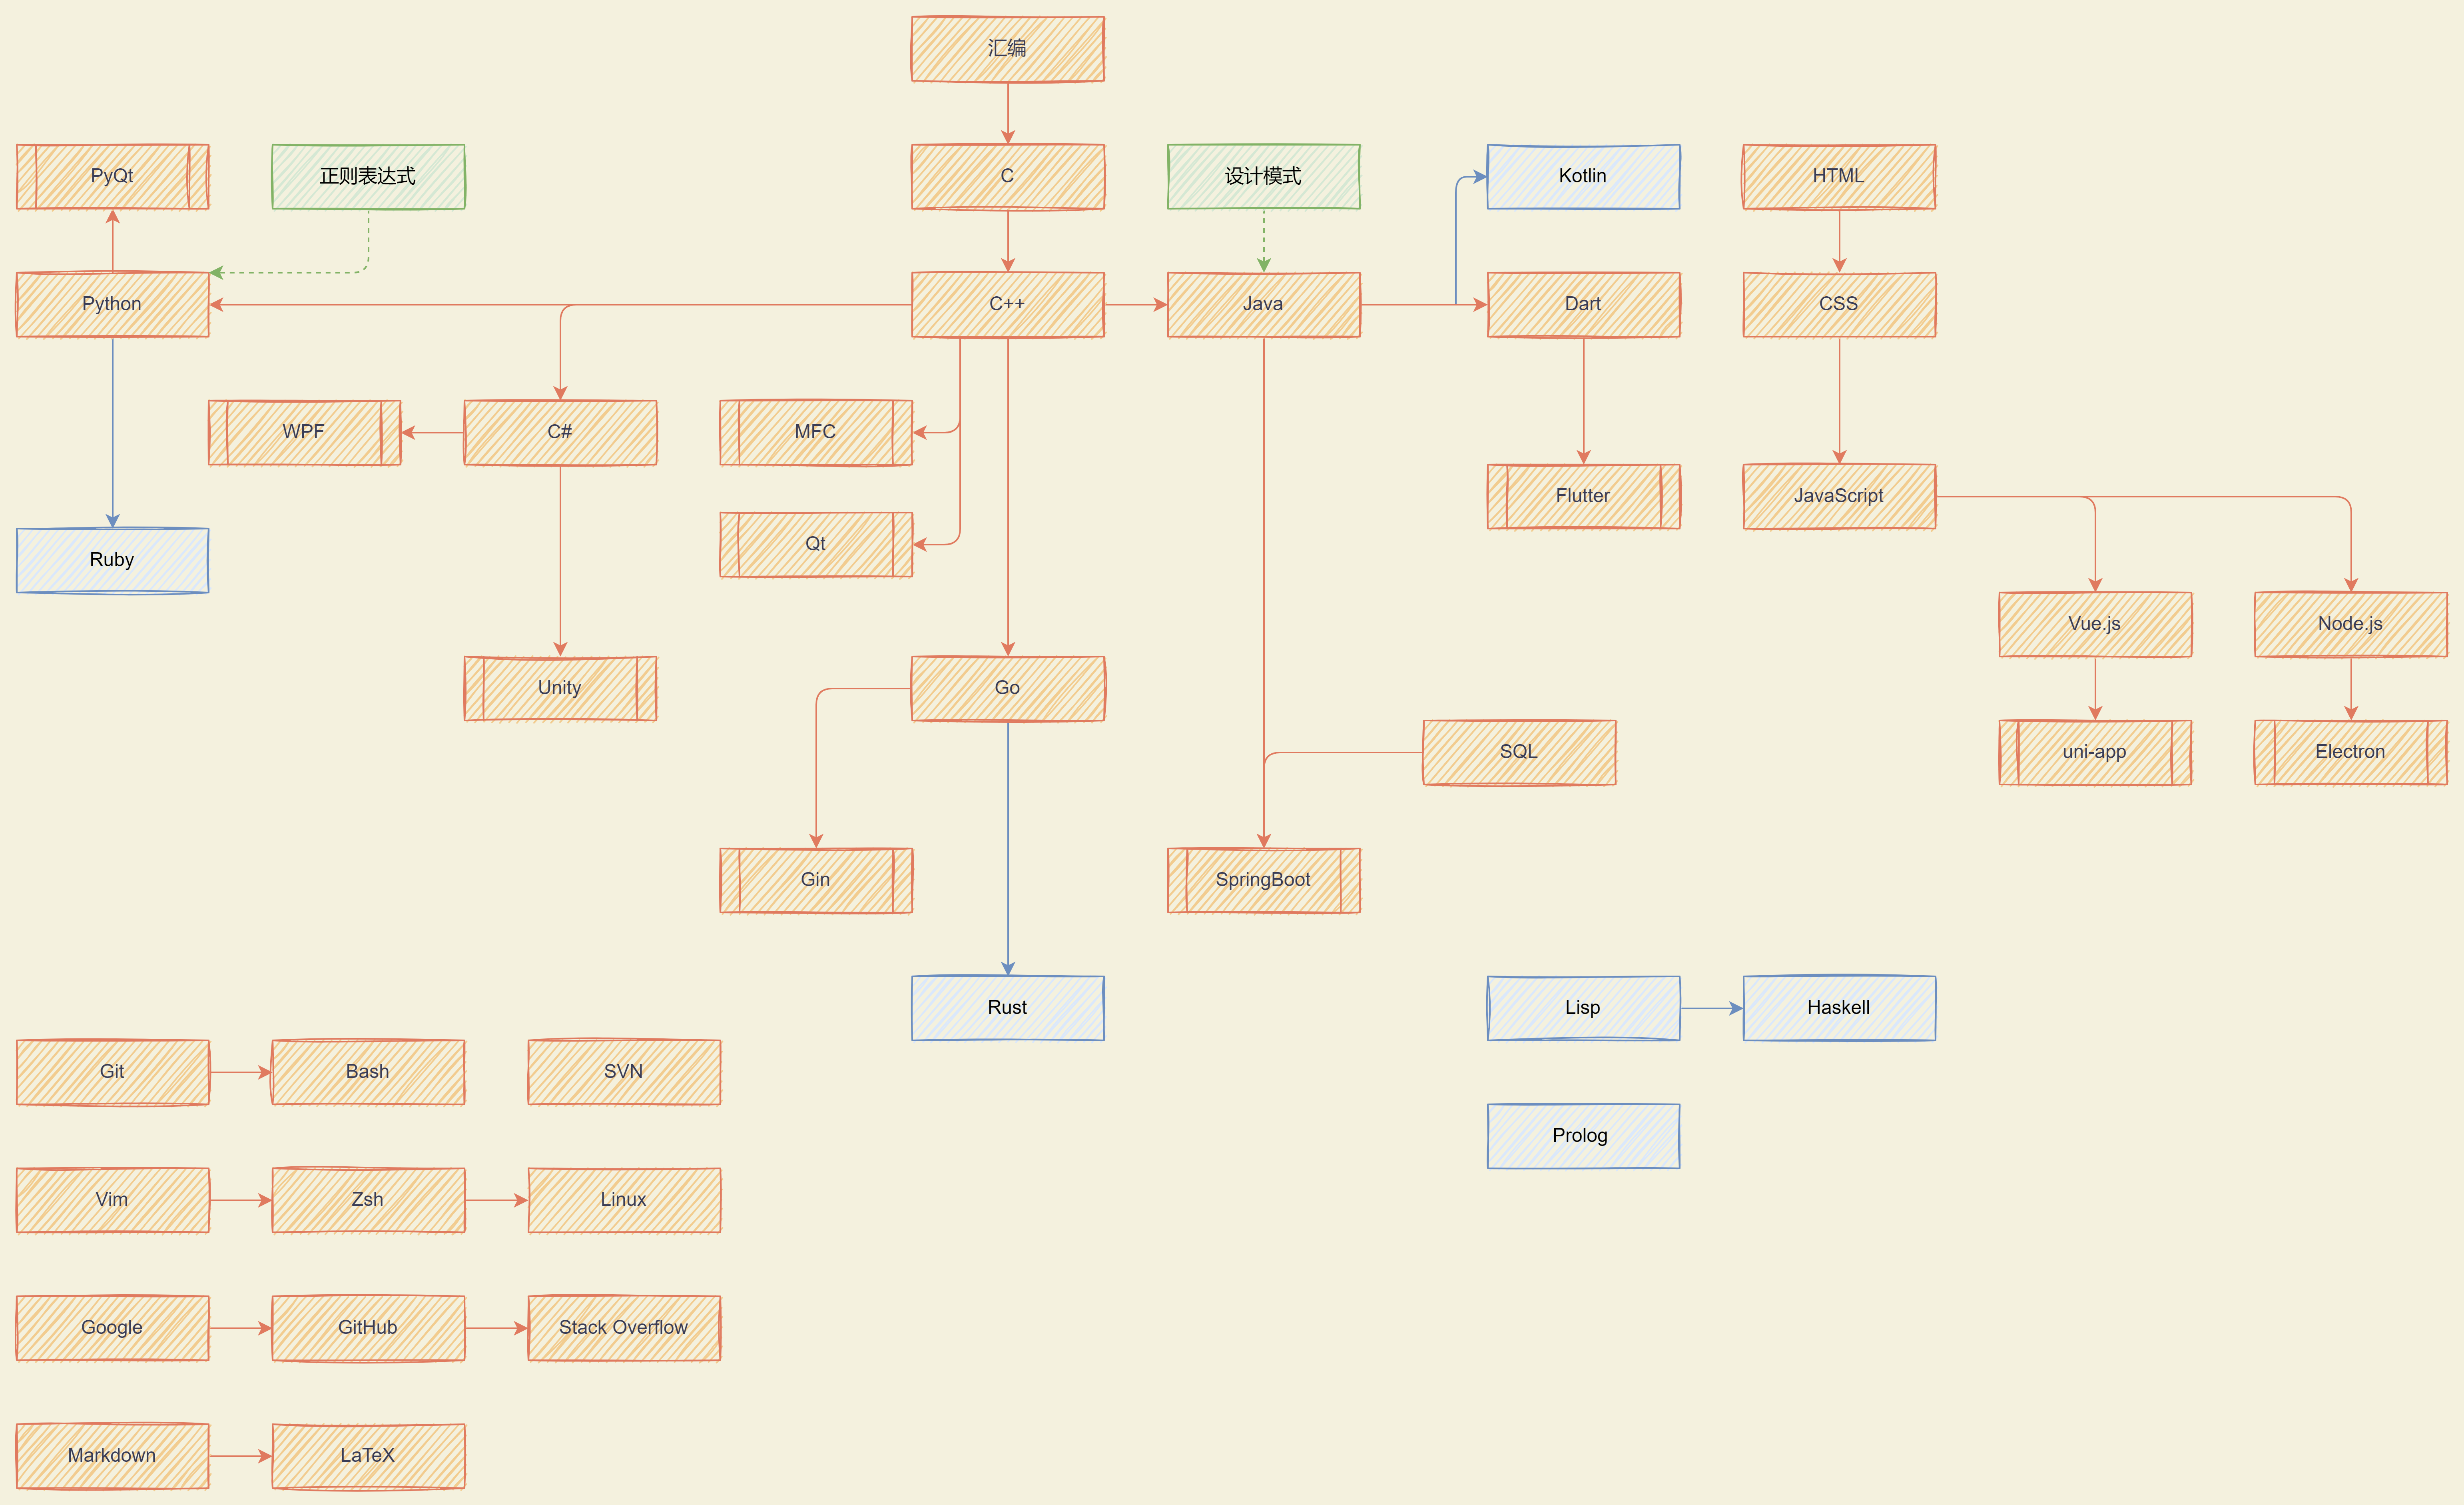 汇编
PyQt
正则表达式
C
设计模式
Kotlin
HTML
Python
C++
Java
Dart
CSS
WPF
C#
MFC
Flutter
JavaScript
Qt
Ruby
Vue.js
Node.js
Unity
Go
SQL
uni-app
Electron
Gin
SpringBoot
Rust
Lisp
Haskell
Git
Bash
SVN
Prolog
Vim
Zsh
Linux
Google
GitHub
Stack Overflow
Markdown
LaTeX